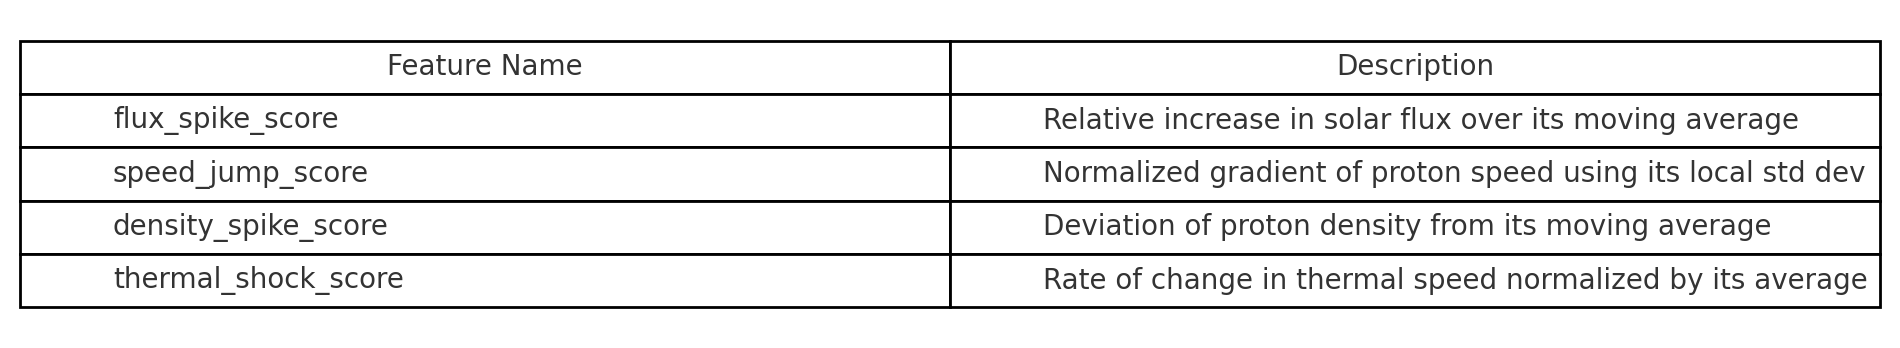 Feature Name Description
flux_spike_score Relative increase in solar flux over its moving average
speed_jump_score Normalized gradient of proton speed using its local std dev
density_spike_score Deviation of proton density from its moving average
thermal_shock_score Rate of change in thermal speed normalized by its average